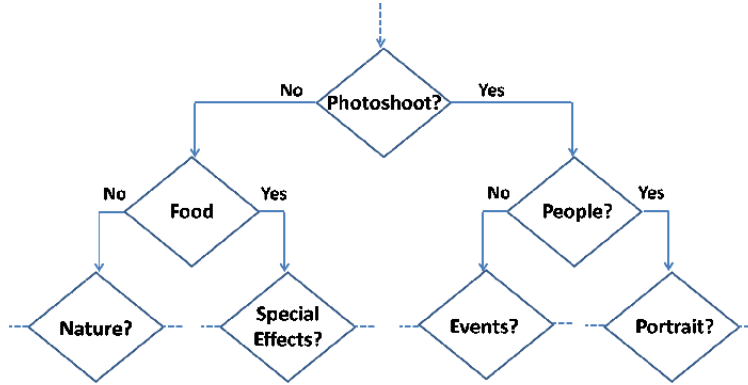 No
Photoshoot?
Yes
No
Food
Yes
No
People?
Yes
Nature?
Special
Effects?
Events?
Portrait?